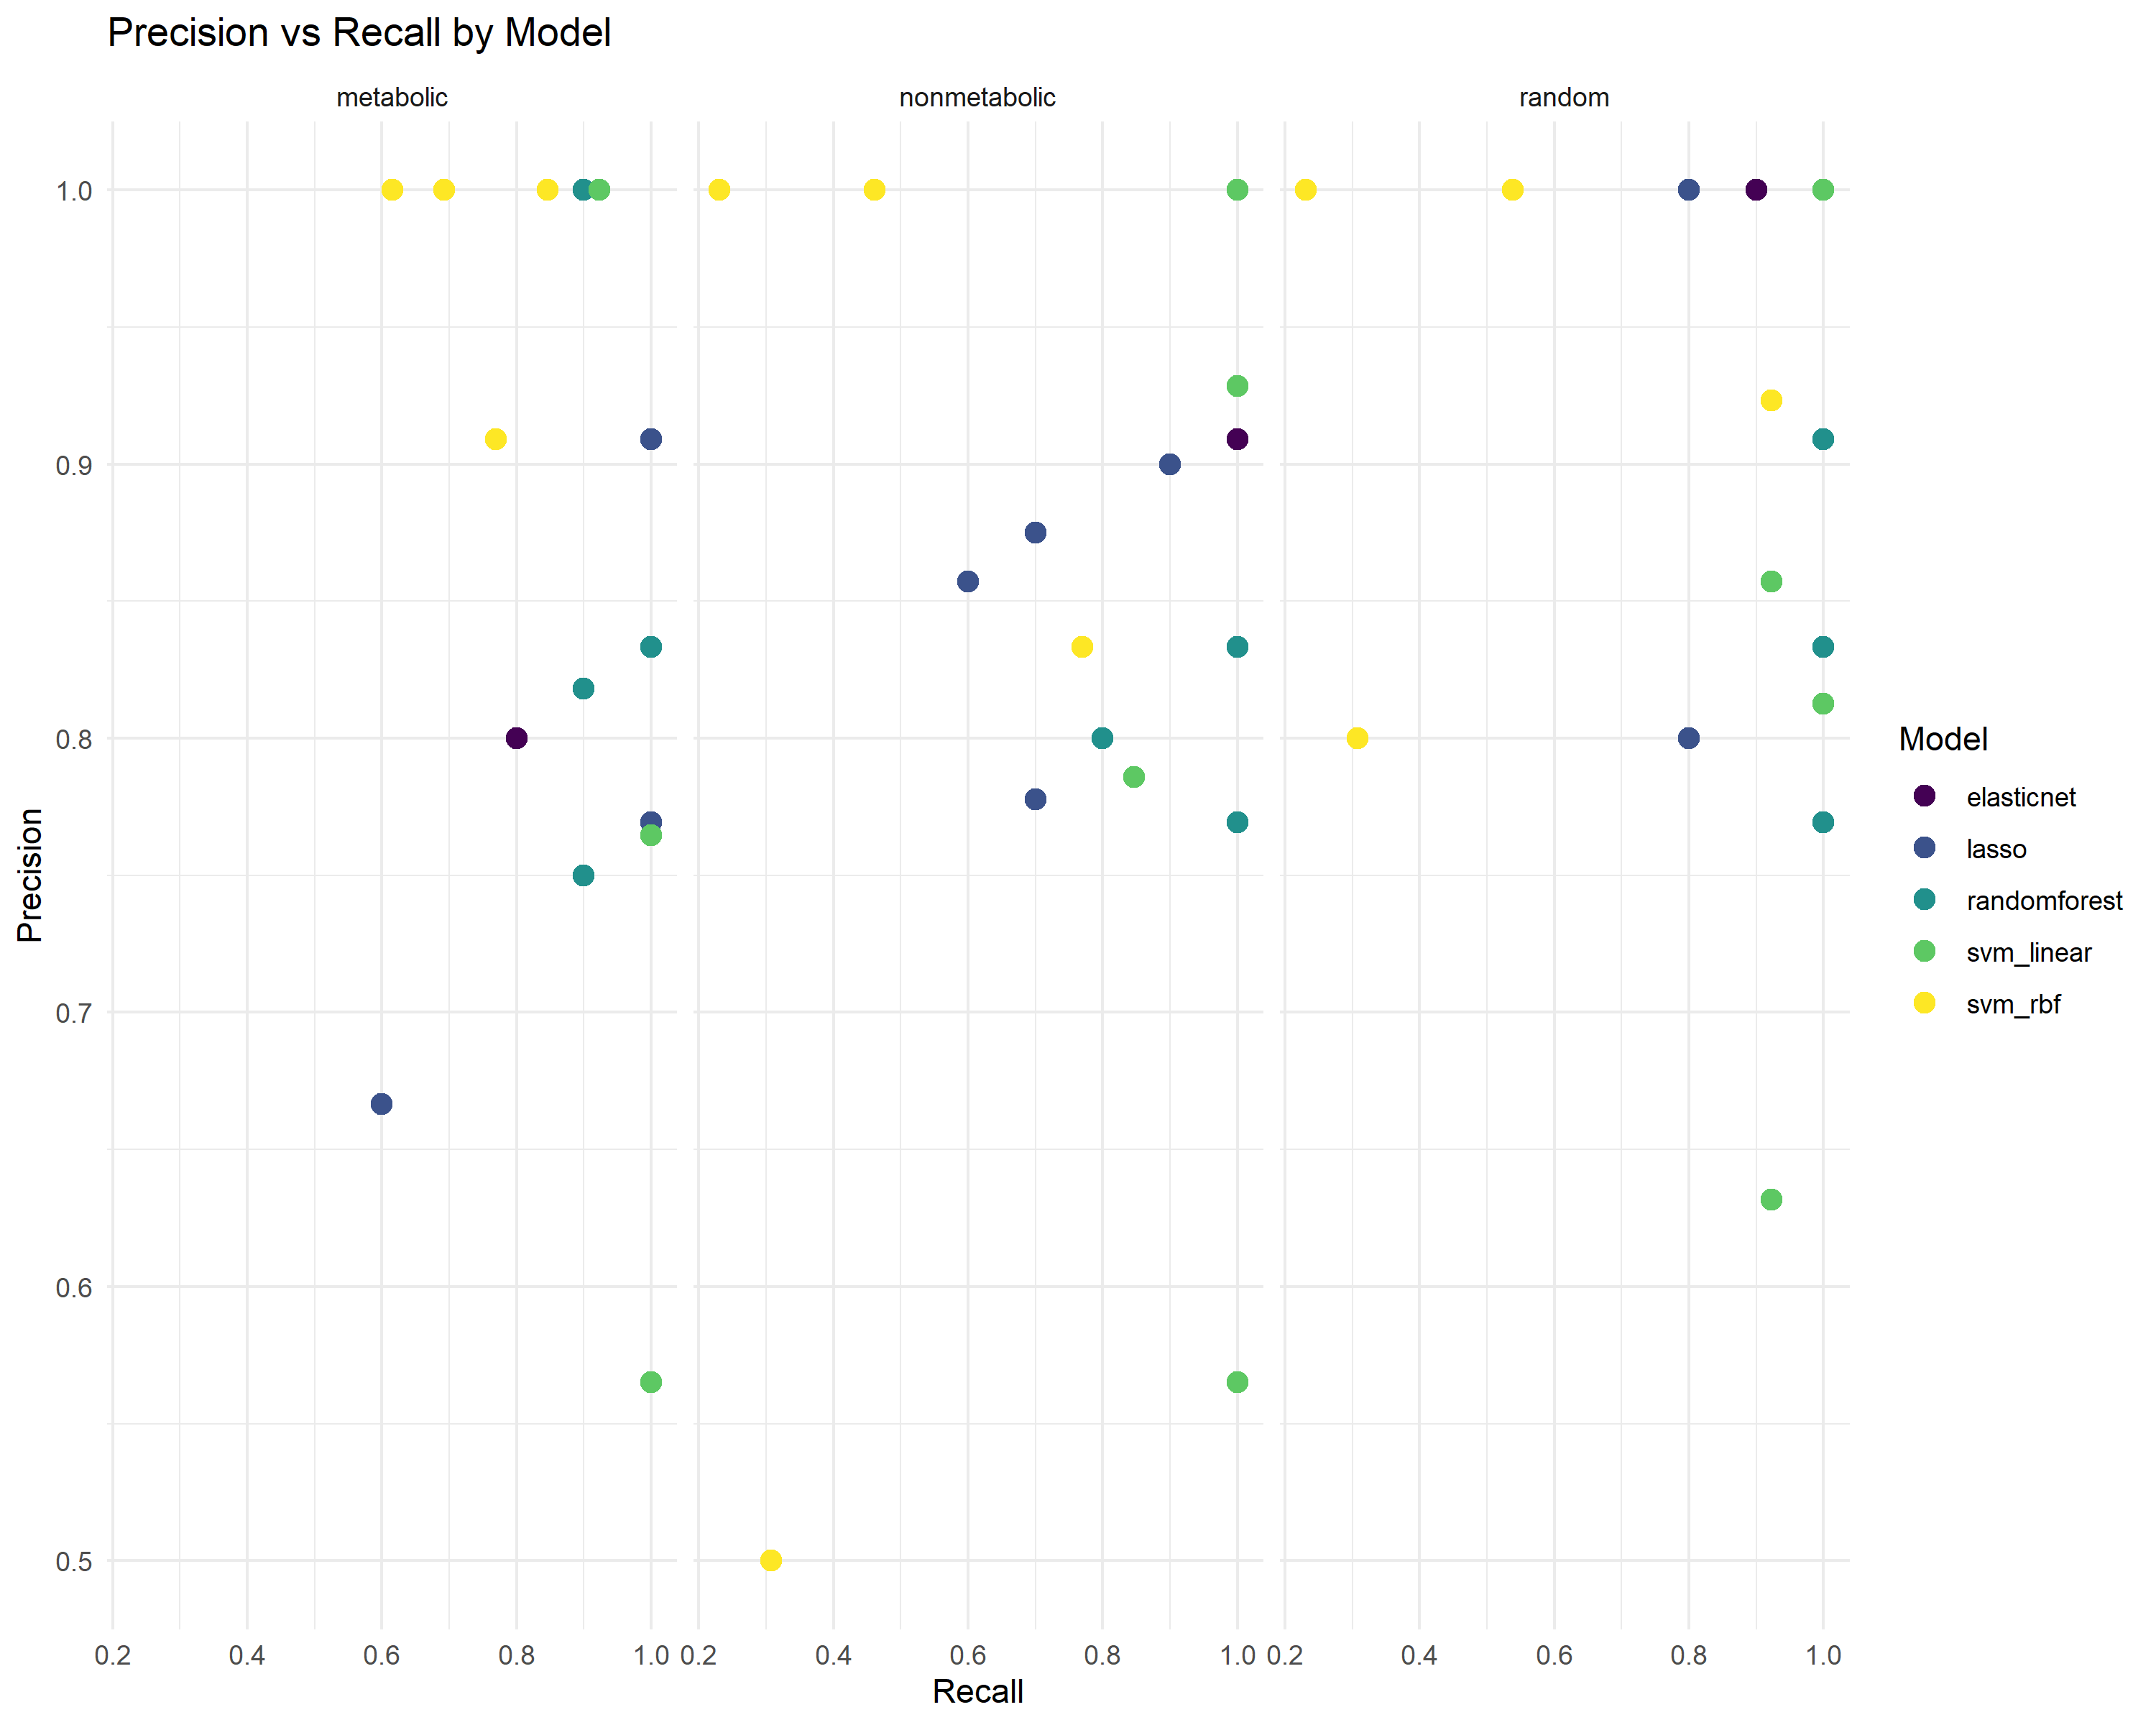 Precision vs Recall by Model
metabolic nonmetabolic random
1.0
0.9
0.8
0.7
0.6
0.5
Precision
0.2 0.4 0.6 0.8 1.0 0.2 0.4 0.6 0.8 1.0 0.2 0.4 0.6 0.8 1.0
Recall
Model
elasticnet
lasso
randomforest
svm_linear
svm_rbf